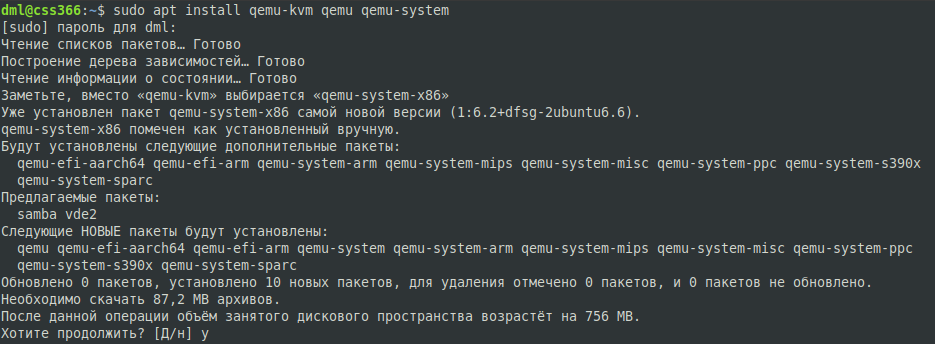 dml@css366:~$ sudo apt install qemu-kvm qemu qemu-system
[sudo] пароль для dml:
Чтение списков пакетов… Готово
Построение дерева зависимостей… Готово
Чтение информации о состоянии… Готово
Заметьте, вместо «qemu-kvm» выбирается «qemu-system-x86»
Уже установлен пакет qemu-system-x86 самой новой версии (1:6.2+dfsg-2ubuntu6.6).
qemu-system-x86 помечен как установленный вручную.
Будут установлены следующие дополнительные пакеты:
  qemu-efi-aarch64 qemu-efi-arm qemu-system-arm qemu-system-mips qemu-system-misc qemu-system-ppc qemu-system-s390x
  qemu-system-sparc
Предлагаемые пакеты:
  samba vde2
Следующие НОВЫЕ пакеты будут установлены:
  qemu qemu-efi-aarch64 qemu-efi-arm qemu-system qemu-system-arm qemu-system-mips qemu-system-misc qemu-system-ppc
  qemu-system-s390x qemu-system-sparc
Обновлено 0 пакетов, установлено 10 новых пакетов, для удаления отмечено 0 пакетов, и 0 пакетов не обновлено.
Необходимо скачать 87,2 MB архивов.
После данной операции объём занятого дискового пространства возрастёт на 756 MB.
Хотите продолжить? [Д/н] y